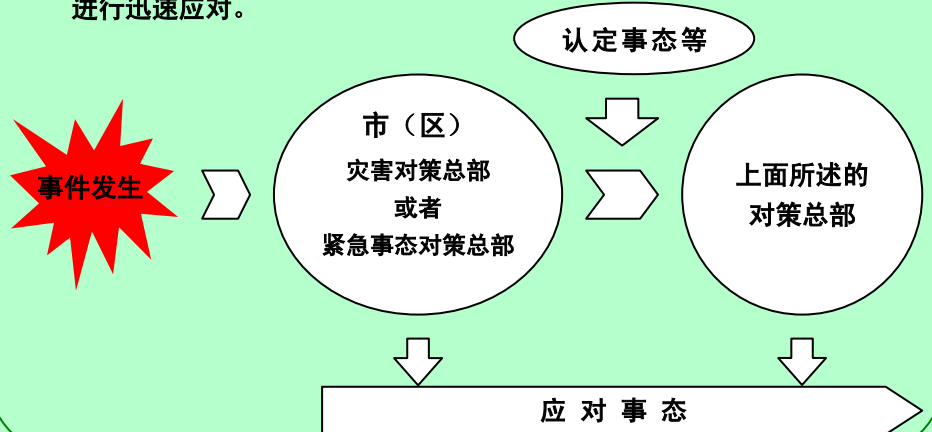 进行迅速应对。
认定事态等
事件发生
市（区）
灾害对策总部
或者
紧急事态对策总部
上面所述的
对策总部
应对事态